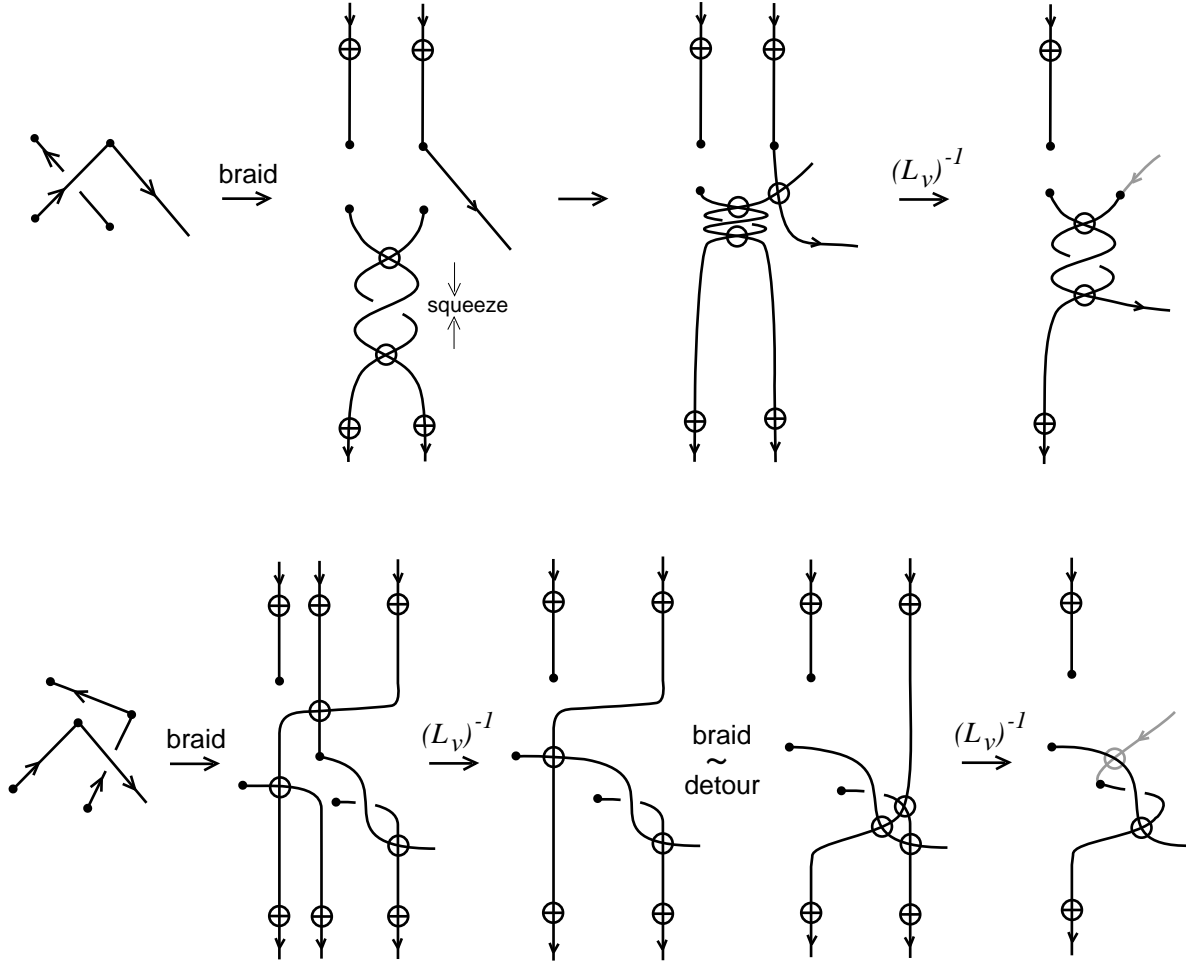 braid
squeeze
(L_v)^{-1}
braid
(L_v)^{-1}
braid
~
detour
(L_v)^{-1}